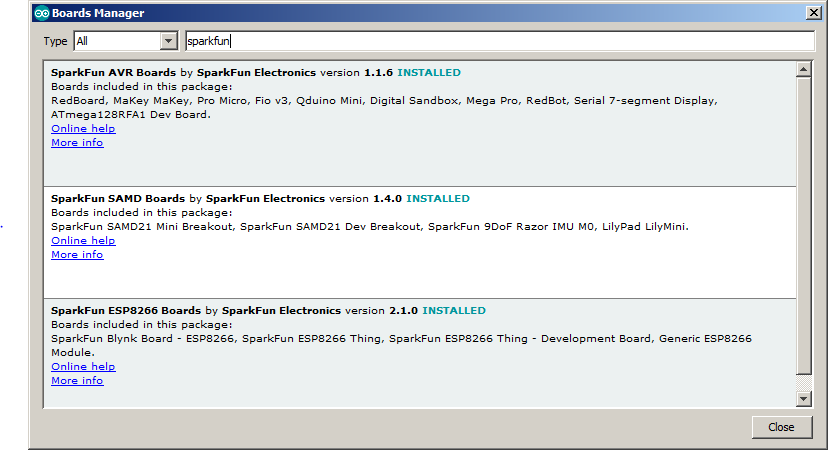 Boards Manager
Type All sparkfun
SparkFun AVR Boards by SparkFun Electronics version 1.1.6 INSTALLED
Boards included in this package:
RedBoard, MaKey MaKey, Pro Micro, Fio v3, Qduino Mini, Digital Sandbox, Mega Pro, RedBot, Serial 7-segment Display,
ATmega128RFA1 Dev Board.
Online help
More info
SparkFun SAMD Boards by SparkFun Electronics version 1.4.0 INSTALLED
Boards included in this package:
SparkFun SAMD21 Mini Breakout, SparkFun SAMD21 Dev Breakout, SparkFun 9DoF Razor IMU M0, LilyPad LilyMini.
Online help
More info
SparkFun ESP8266 Boards by SparkFun Electronics version 2.1.0 INSTALLED
Boards included in this package:
SparkFun Blynk Board - ESP8266, SparkFun ESP8266 Thing, SparkFun ESP8266 Thing - Development Board, Generic ESP8266
Module.
Online help
More info
Close